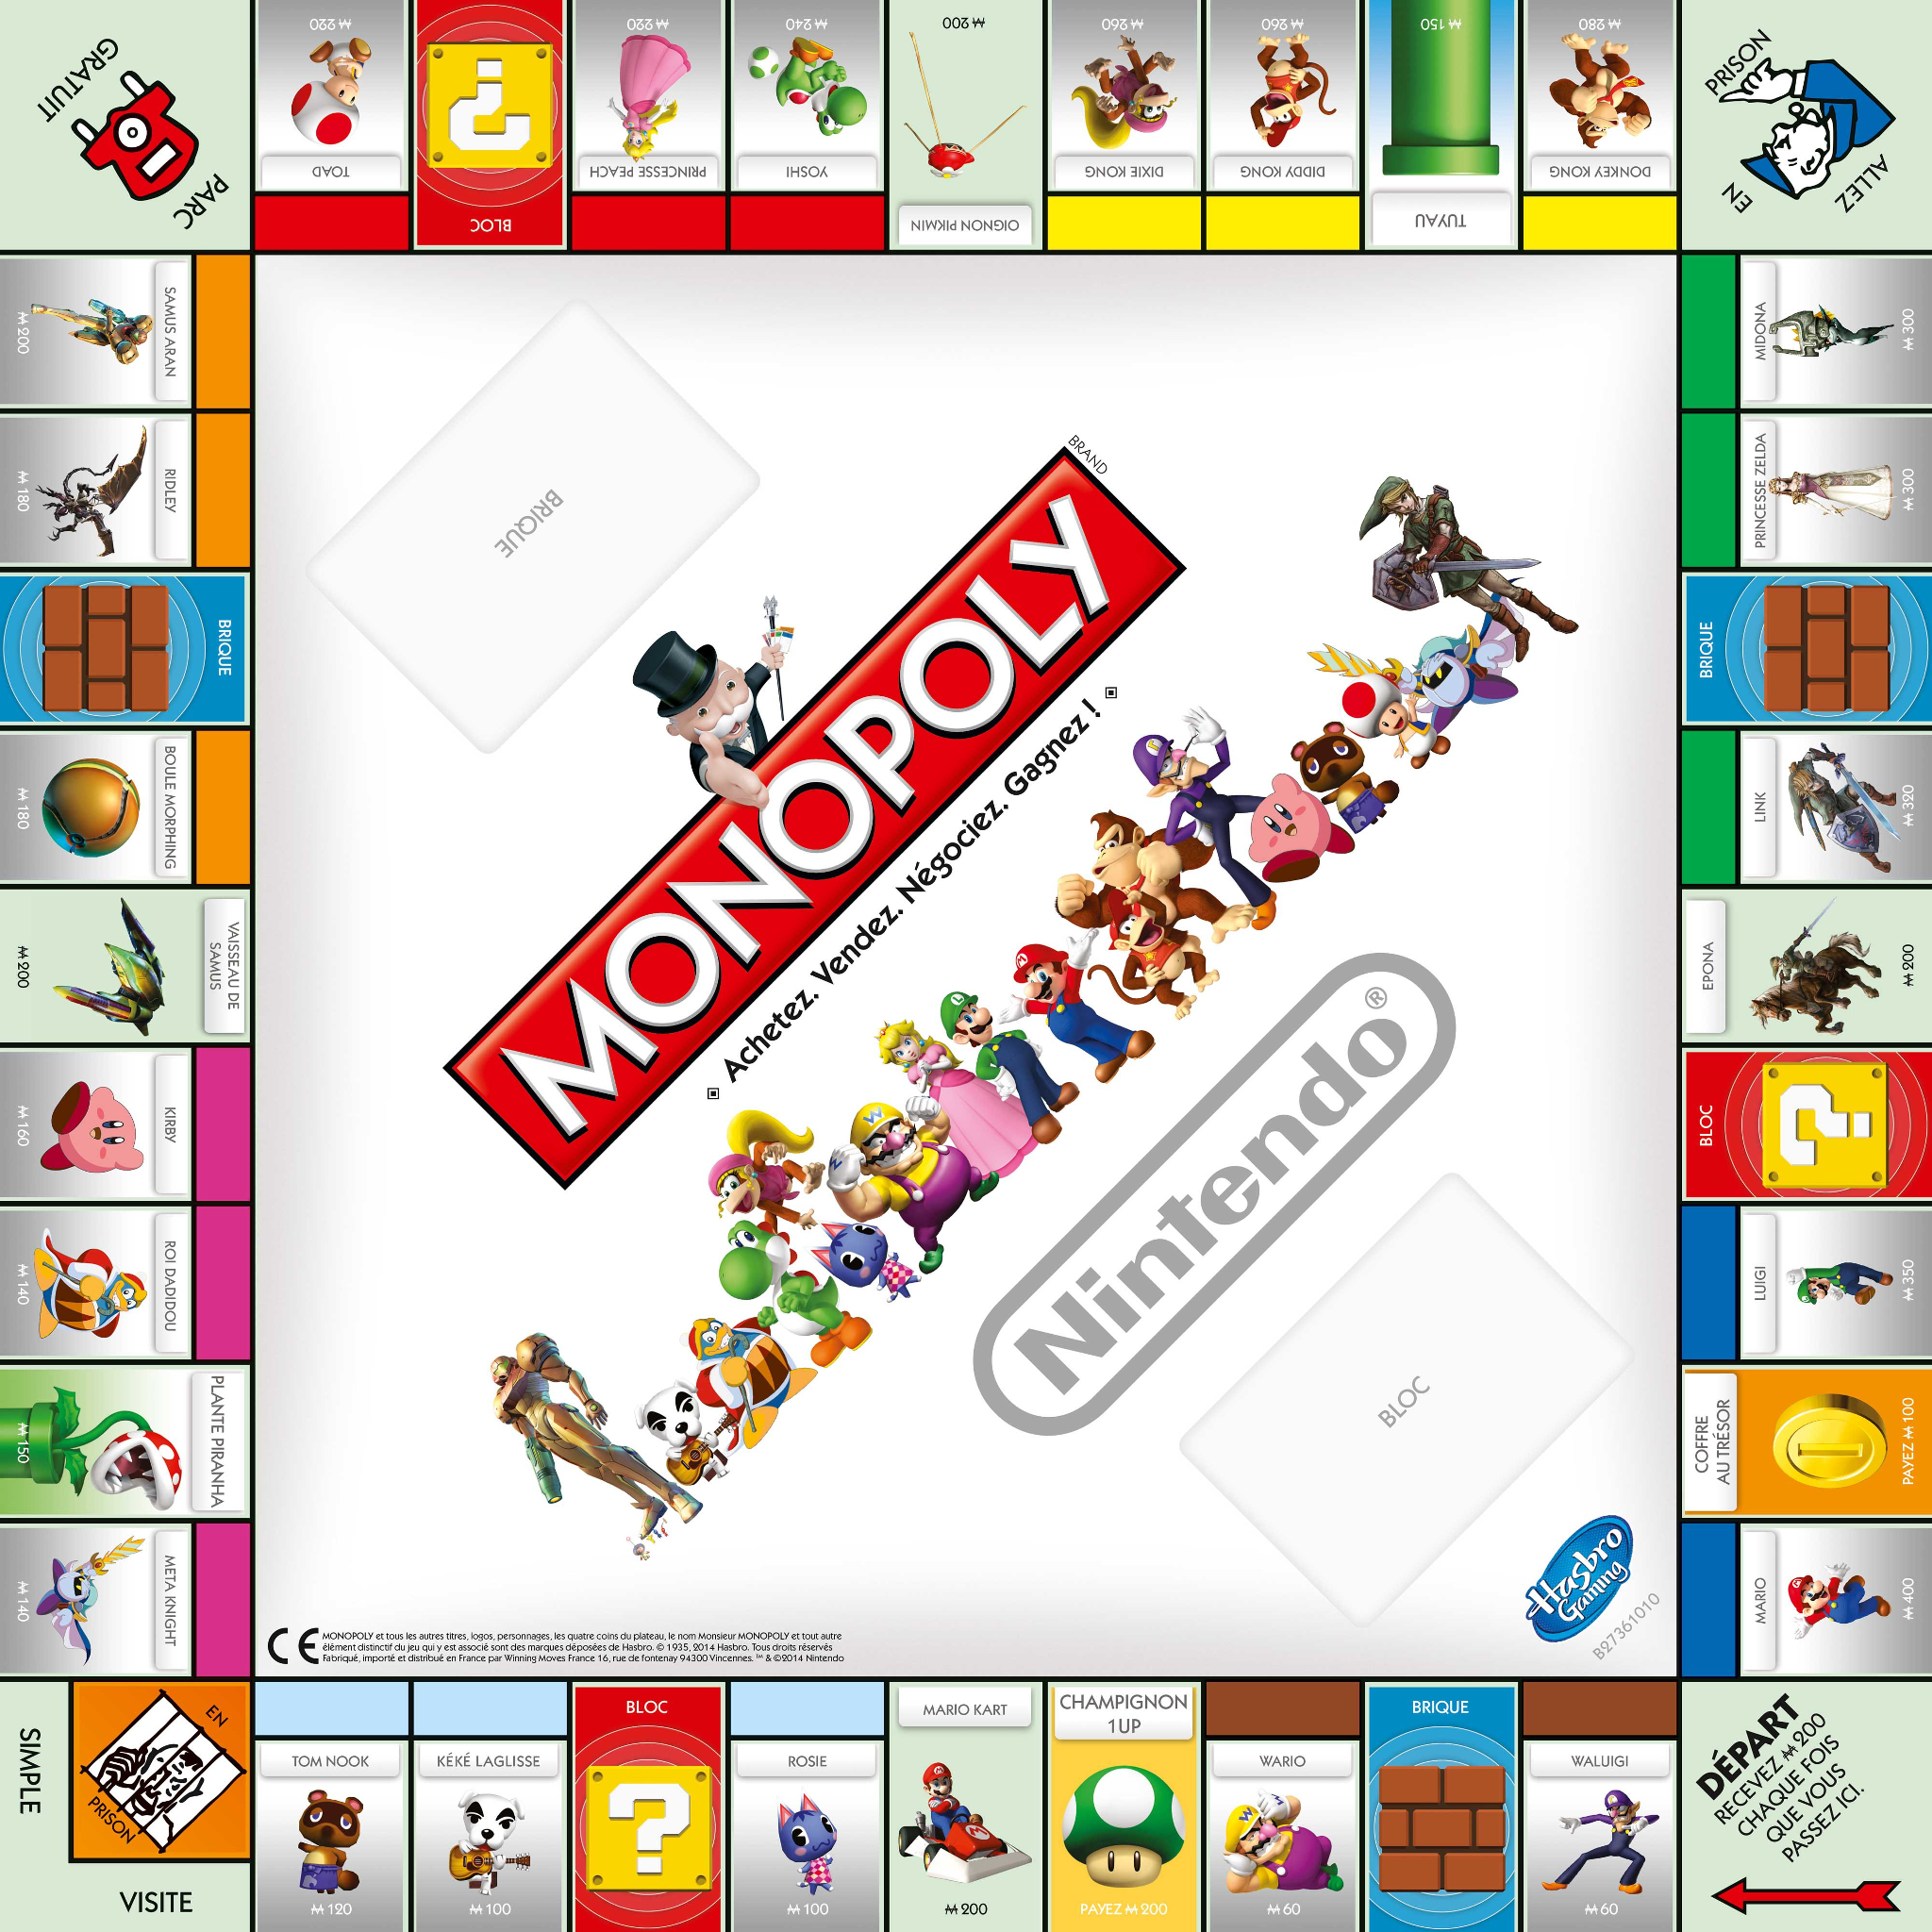 PARC
GRATUIT
₩ 220
TOAD
BLOC
₩ 220
PRINCESSE PEACH
₩ 240
YOSHI
₩ 200
OIGNON PIKMIN
₩ 260
DIXIE KONG
₩ 260
DIDDY KONG
₩ 150
TUYAU
₩ 280
DONKEY KONG
ALLEZ
EN
PRISON
SAMUS ARAN
₩ 200
RIDLEY
₩ 180
BRIQUE
BOULE MORPHING
₩ 180
VAISSEAU DE
SAMUS
₩ 200
KIRBY
₩ 160
ROI DADIDOU
₩ 140
PLANTE PIRANHA
₩ 150
META KNIGHT
₩ 140
BRIQUE
BRAND
MONOPOLY
Achetez. Vendez. Négociez. Gagnez !
Nintendo®
BLOC
Hasbro
Gaming
B27361010
CE
MONOPOLY et tous les autres titres, logos, personnages, les quatre coins du plateau, le nom Monsieur MONOPOLY et tout autre
élément distinctif du jeu qui y est associé sont des marques déposées de Hasbro. © 1935, 2014 Hasbro. Tous droits réservés
Fabriqué, importé et distribué en France par Winning Moves France 16, rue de fontenay 94300 Vincennes. ™ & ©2014 Nintendo
MIDONA
₩ 300
PRINCESSE ZELDA
₩ 300
BRIQUE
LINK
₩ 320
EPONA
₩ 200
BLOC
LUIGI
₩ 350
COFFRE
AU TRÉSOR
PAYEZ ₩ 100
MARIO
₩ 400
SIMPLE
VISITE
EN
PRISON
TOM NOOK
₩ 120
KÉKÉ LAGLISSE
₩ 100
BLOC
ROSIE
₩ 100
MARIO KART
₩ 200
CHAMPIGNON
1UP
PAYEZ ₩ 200
WARIO
₩ 60
BRIQUE
WALUIGI
₩ 60
DÉPART
RECEVEZ ₩ 200
CHAQUE FOIS
QUE VOUS
PASSEZ ICI.